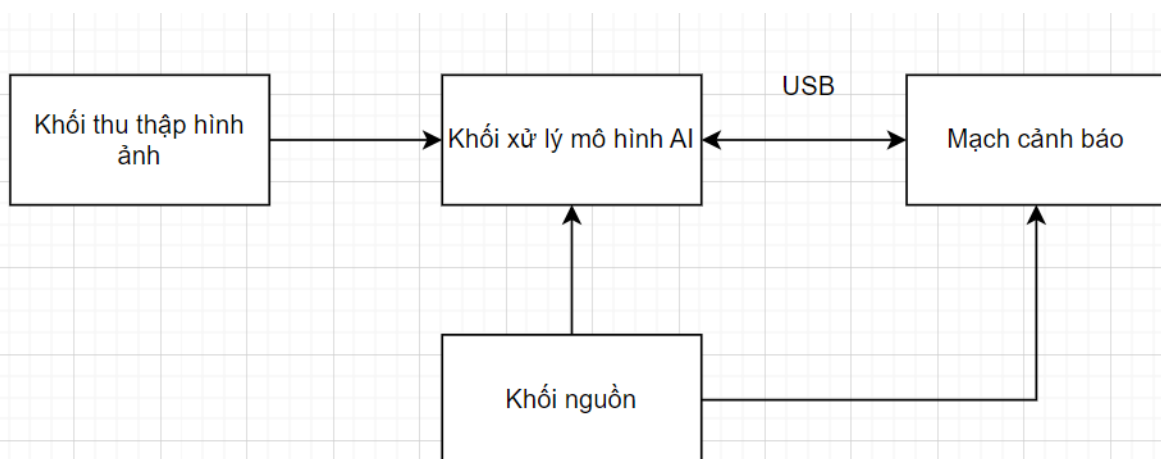 USB
Khối thu thập hình
ảnh
Khối xử lý mô hình AI
Mạch cảnh báo
Khối nguồn